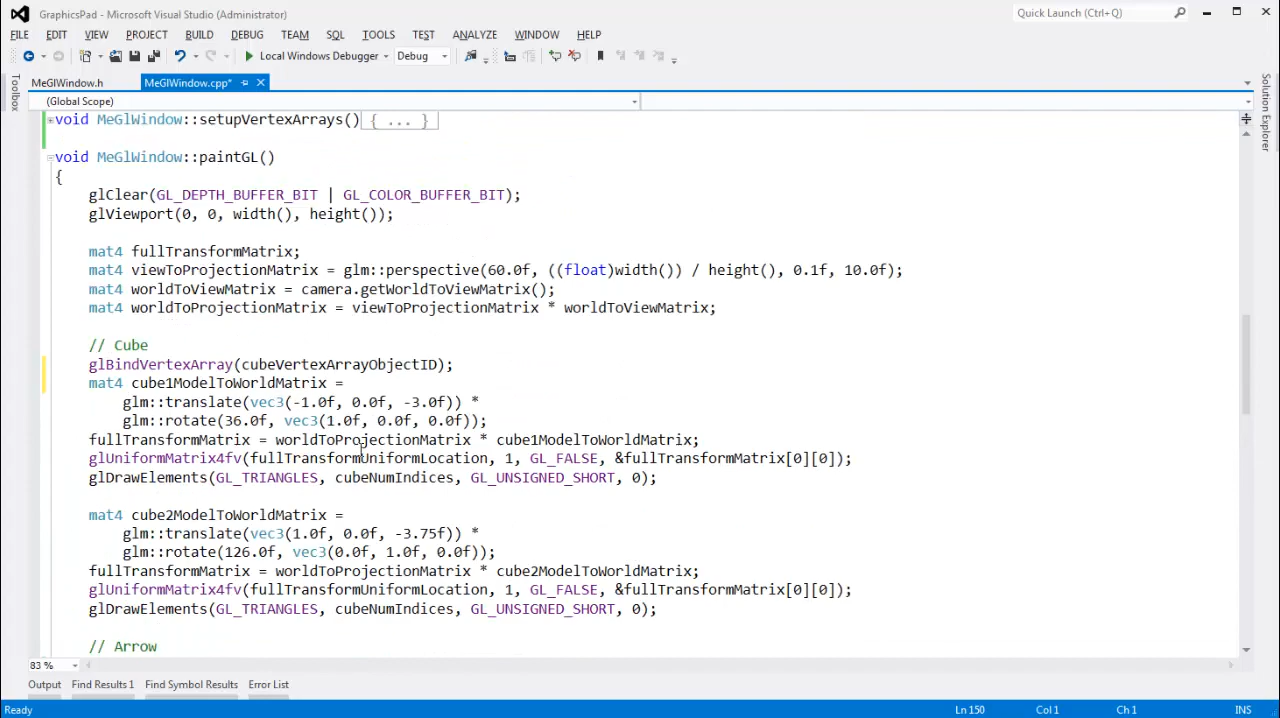 GraphicsPad - Microsoft Visual Studio (Administrator)
Quick Launch (Ctrl+Q)
FILE EDIT VIEW PROJECT BUILD DEBUG TEAM SQL TOOLS TEST ANALYZE WINDOW HELP
Local Windows Debugger Debug
MeGlWindow.h MeGlWindow.cpp*
Toolbox
Solution Explorer
(Global Scope)
void MeGlWindow::setupVertexArrays(){ ... }
void MeGlWindow::paintGL()
{
glClear(GL_DEPTH_BUFFER_BIT | GL_COLOR_BUFFER_BIT);
glViewport(0, 0, width(), height());
mat4 fullTransformMatrix;
mat4 viewToProjectionMatrix = glm::perspective(60.0f, ((float)width()) / height(), 0.1f, 10.0f);
mat4 worldToViewMatrix = camera.getWorldToViewMatrix();
mat4 worldToProjectionMatrix = viewToProjectionMatrix * worldToViewMatrix;
// Cube
glBindVertexArray(cubeVertexArrayObjectID);
mat4 cube1ModelToWorldMatrix =
glm::translate(vec3(-1.0f, 0.0f, -3.0f)) *
glm::rotate(36.0f, vec3(1.0f, 0.0f, 0.0f));
fullTransformMatrix = worldToProjectionMatrix * cube1ModelToWorldMatrix;
glUniformMatrix4fv(fullTransformUniformLocation, 1, GL_FALSE, &fullTransformMatrix[0][0]);
glDrawElements(GL_TRIANGLES, cubeNumIndices, GL_UNSIGNED_SHORT, 0);
mat4 cube2ModelToWorldMatrix =
glm::translate(vec3(1.0f, 0.0f, -3.75f)) *
glm::rotate(126.0f, vec3(0.0f, 1.0f, 0.0f));
fullTransformMatrix = worldToProjectionMatrix * cube2ModelToWorldMatrix;
glUniformMatrix4fv(fullTransformUniformLocation, 1, GL_FALSE, &fullTransformMatrix[0][0]);
glDrawElements(GL_TRIANGLES, cubeNumIndices, GL_UNSIGNED_SHORT, 0);
// Arrow
83 %
Output Find Results 1 Find Symbol Results Error List
Ready Ln 150 Col 1 Ch 1 INS